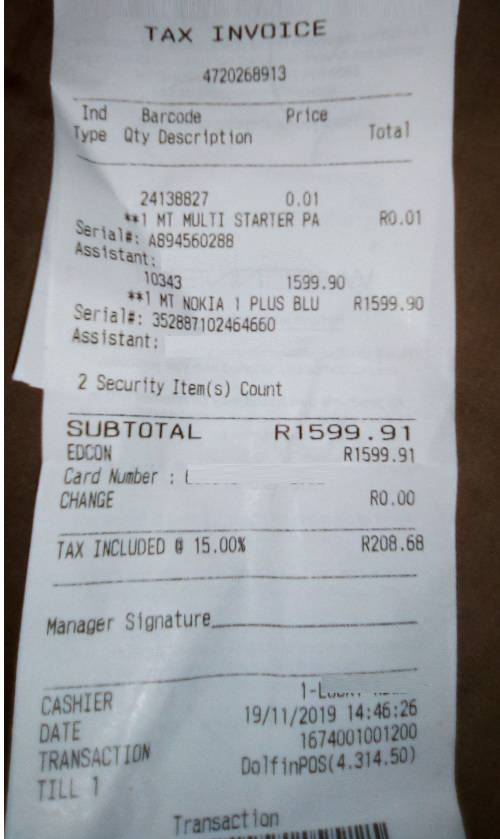 TAX INVOICE
4720268913
Ind Barcode Price
Type Qty Description Total
24138827 0.01
**1 MT MULTI STARTER PA R0.01
Serial#: A894560288
Assistant:
10343 1599.90
**1 MT NOKIA 1 PLUS BLU R1599.90
Serial#: 352887102464660
Assistant:
2 Security Item(s) Count
SUBTOTAL R1599.91
EDCON R1599.91
Card Number :
CHANGE R0.00
TAX INCLUDED @ 15.00% R208.68
Manager Signature
CASHIER
DATE 19/11/2019 14:46:26
TRANSACTION 1674001001200
TILL 1 DolfinPOS(4.314.50)
Transaction